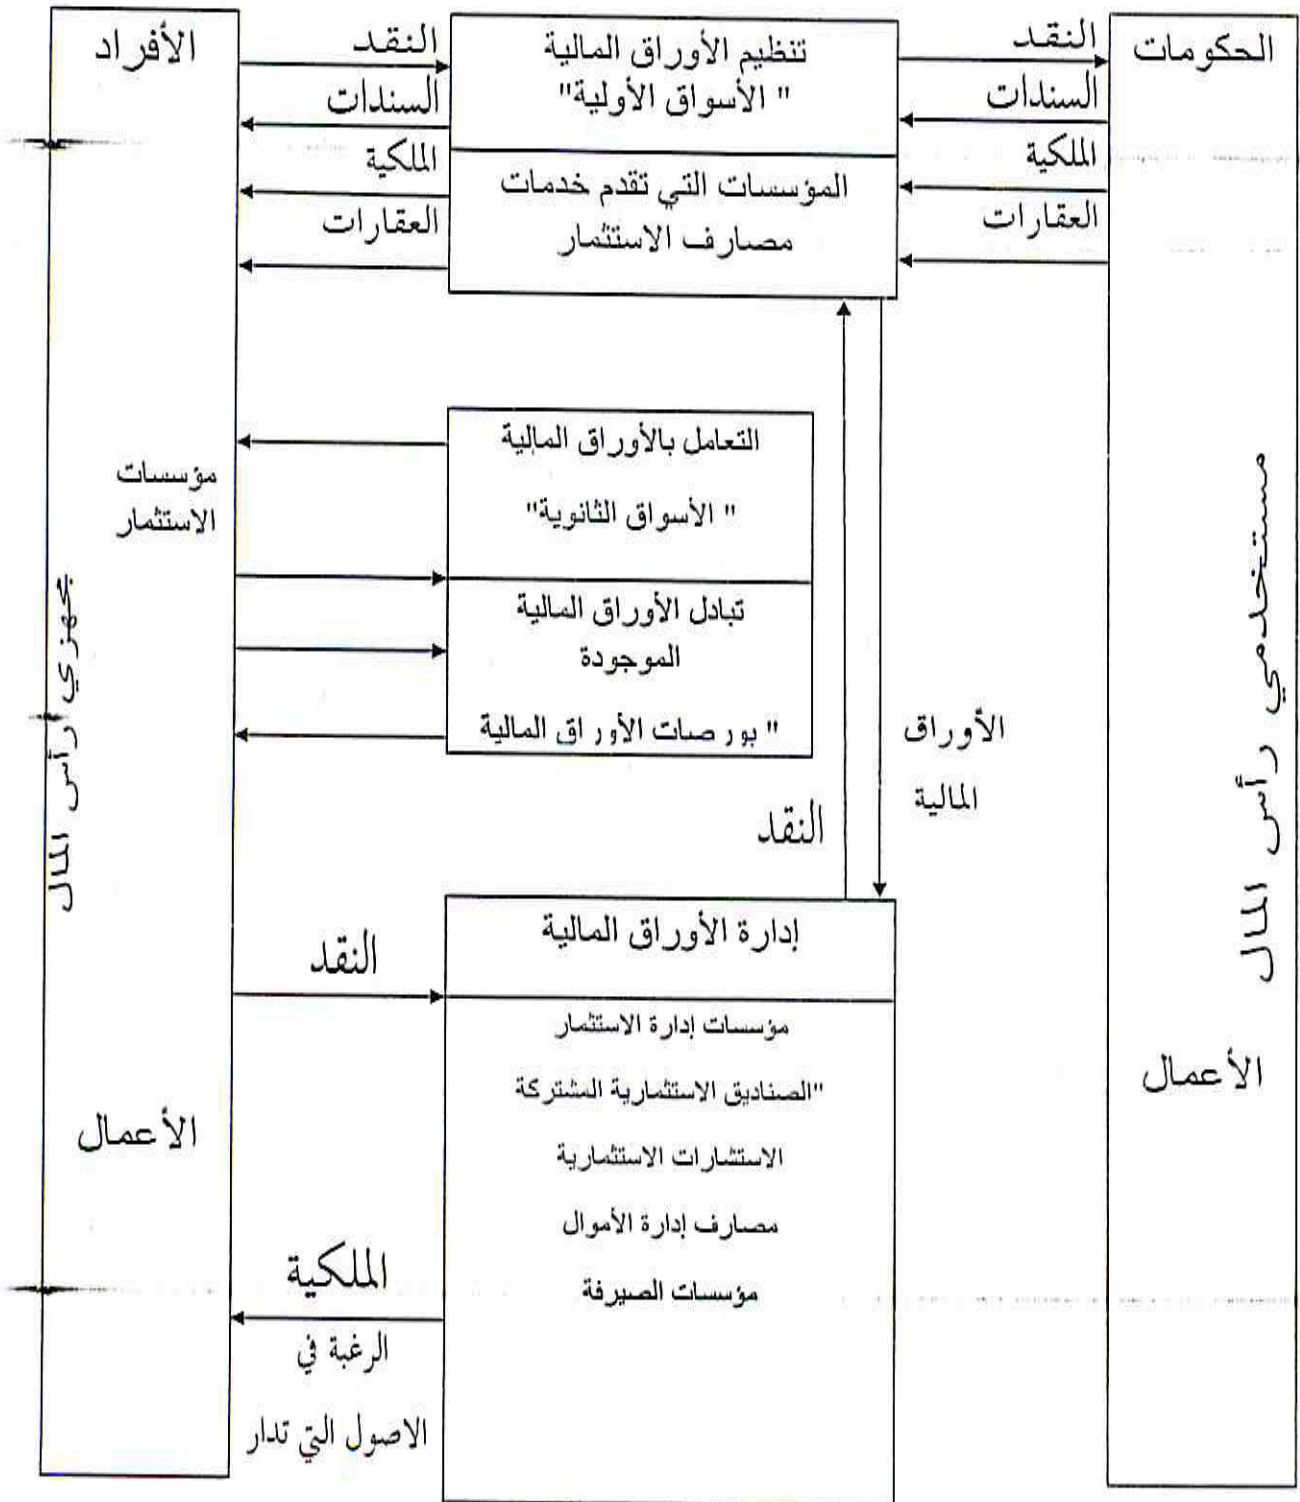 الحكومات
مستخدمي رأس المال
الأعمال
النقد
السندات
الملكية
العقارات
تنظيم الأوراق المالية
" الأسواق الأولية"
المؤسسات التي تقدم خدمات
مصارف الاستثمار
النقد
السندات
الملكية
العقارات
الأفراد
مؤسسات
الاستثمار
مجهزي رأس المال
الأعمال
التعامل بالأوراق المالية
" الأسواق الثانوية"
تبادل الأوراق المالية
الموجودة
" بورصات الأوراق المالية
الأوراق
المالية
النقد
إدارة الأوراق المالية
مؤسسات إدارة الاستثمار
"الصناديق الاستثمارية المشتركة
الاستشارات الاستثمارية
مصارف إدارة الأموال
مؤسسات الصيرفة
النقد
الملكية
الرغبة في
الاصول التي تدار